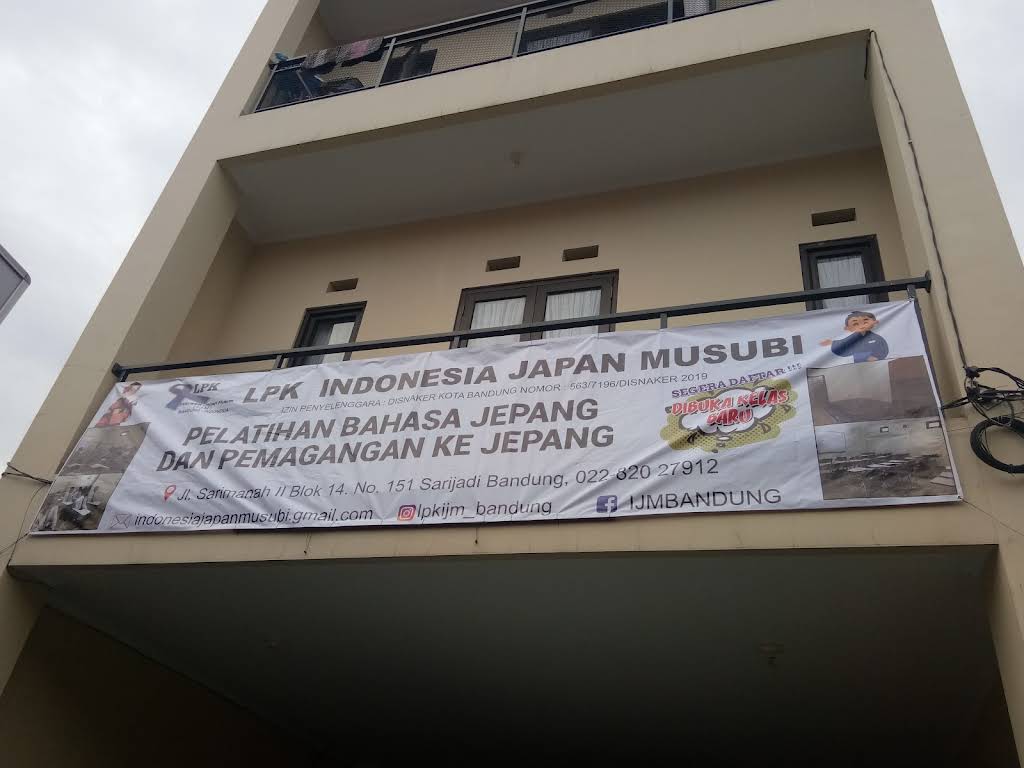 LPK
LPK INDONESIA JAPAN MUSUBI
IZIN PENYELENGGARA : DISNAKER KOTA BANDUNG NOMOR : 563/7196/DISNAKER 2019
PELATIHAN BAHASA JEPANG
DAN PEMAGANGAN KE JEPANG
SEGERA DAFTAR !!!
DIBUKA KELAS
BARU
Jl. Sarimanah II Blok 14. No. 151 Sarijadi Bandung, 022-820 27912
indonesiajapanmusubi.gmail.com lpkijm_bandung IJMBANDUNG